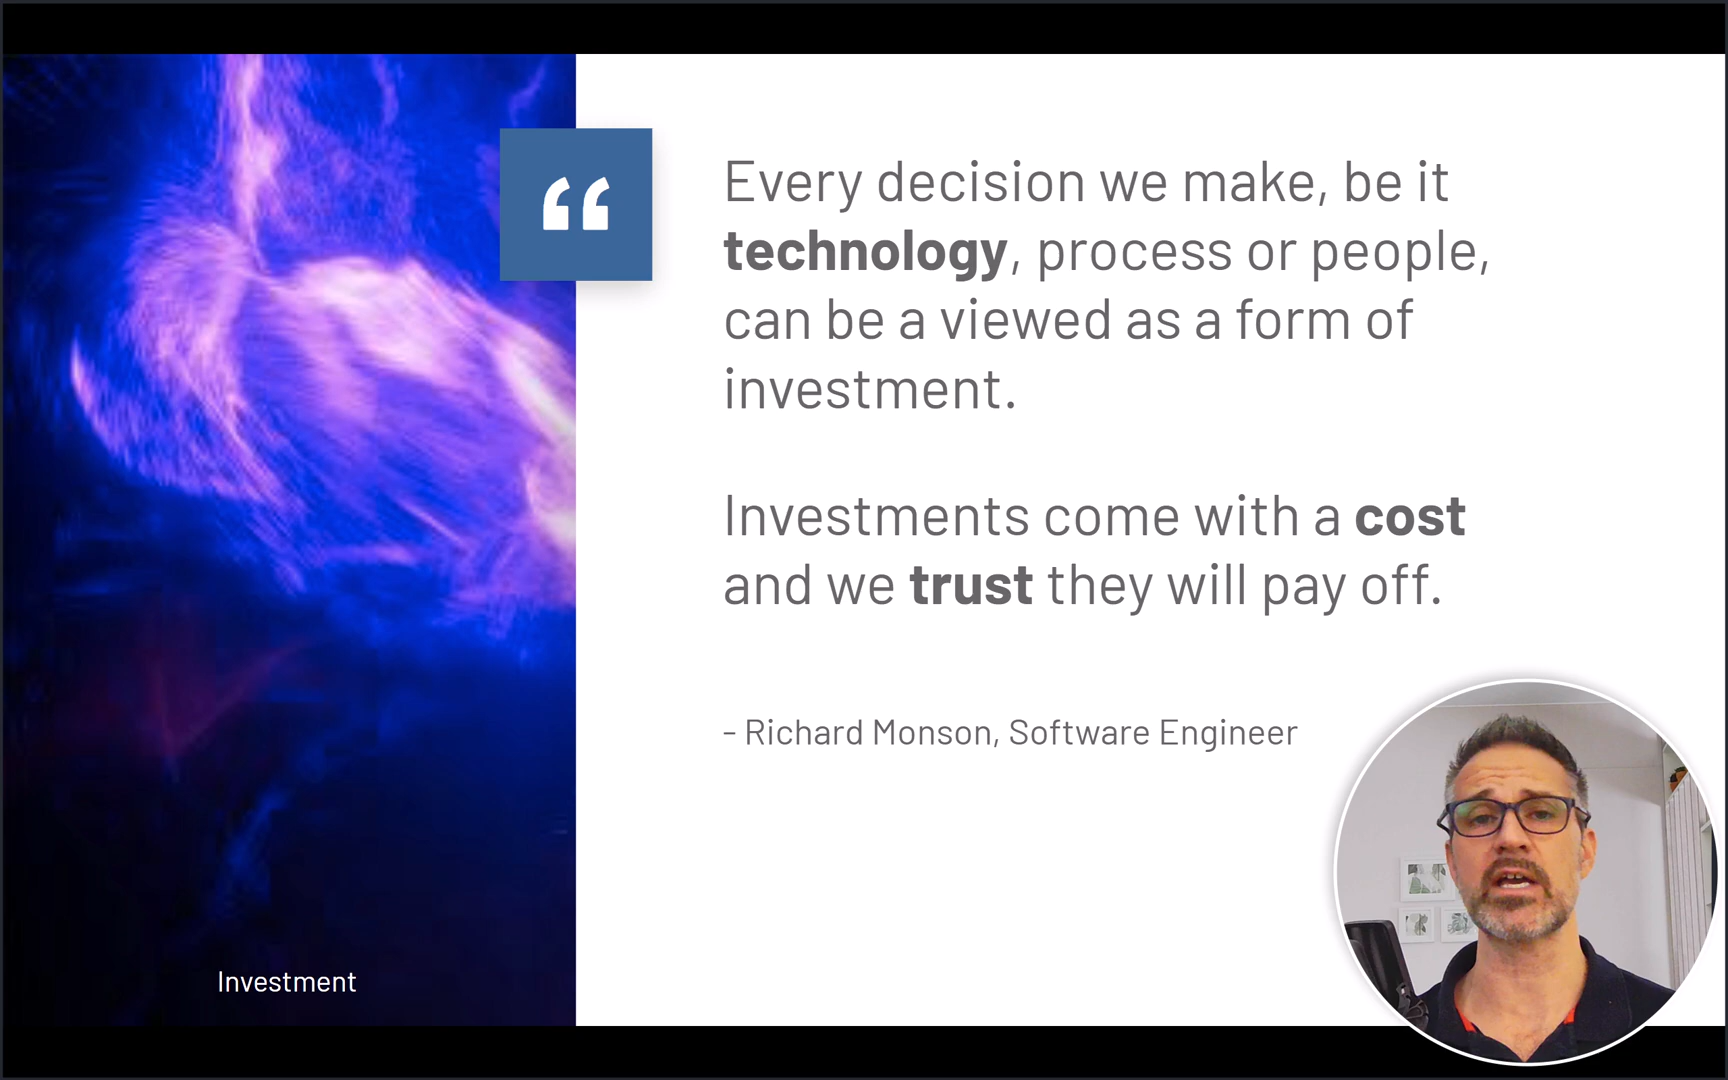 “
Every decision we make, be it
technology, process or people,
can be a viewed as a form of
investment.
Investments come with a cost
and we trust they will pay off.
- Richard Monson, Software Engineer
Investment